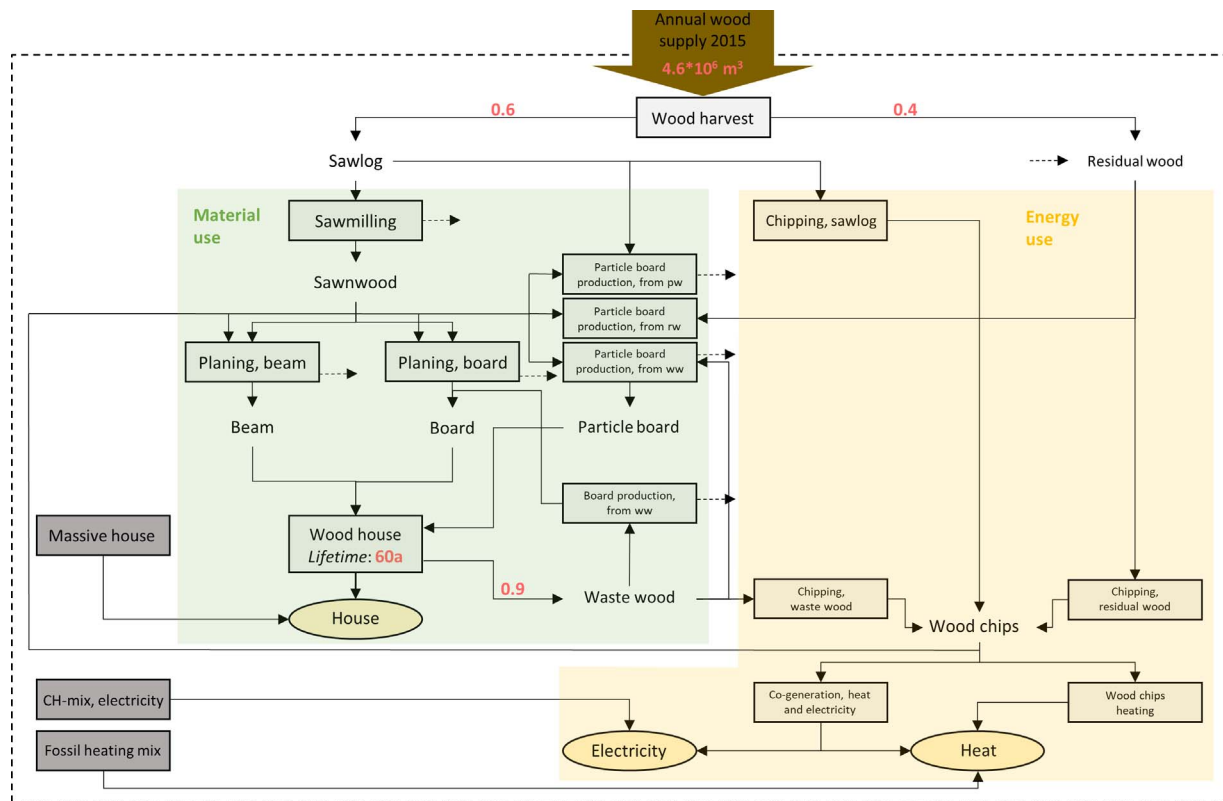 Annual wood
supply 2015
4.6*10⁶ m³
Wood harvest
0.6
0.4
Sawlog
Residual wood
Material
use
Energy
use
Sawmilling
Chipping, sawlog
Sawnwood
Particle board
production, from pw
Particle board
production, from rw
Particle board
production, from ww
Planing, beam
Planing, board
Beam
Board
Particle board
Board production,
from ww
Massive house
Wood house
Lifetime: 60a
0.9
Waste wood
House
Chipping,
waste wood
Wood chips
Chipping,
residual wood
CH-mix, electricity
Co-generation, heat
and electricity
Wood chips
heating
Fossil heating mix
Electricity
Heat